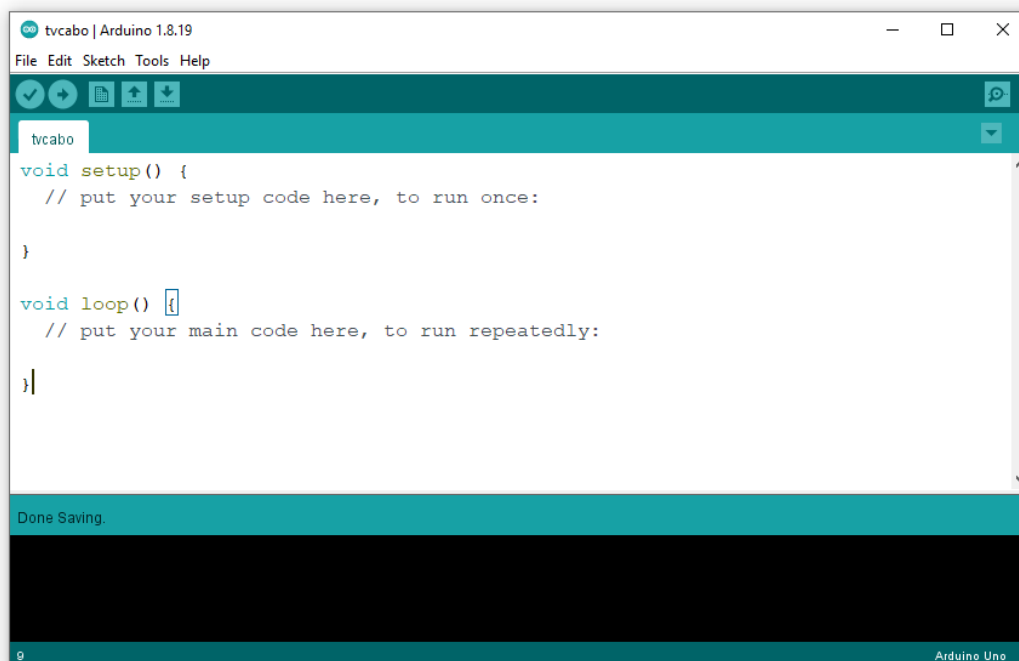 tvcabo | Arduino 1.8.19
File Edit Sketch Tools Help
tvcabo
void setup() {
  // put your setup code here, to run once:
}
void loop() {
  // put your main code here, to run repeatedly:
}
Done Saving.
9 Arduino Uno